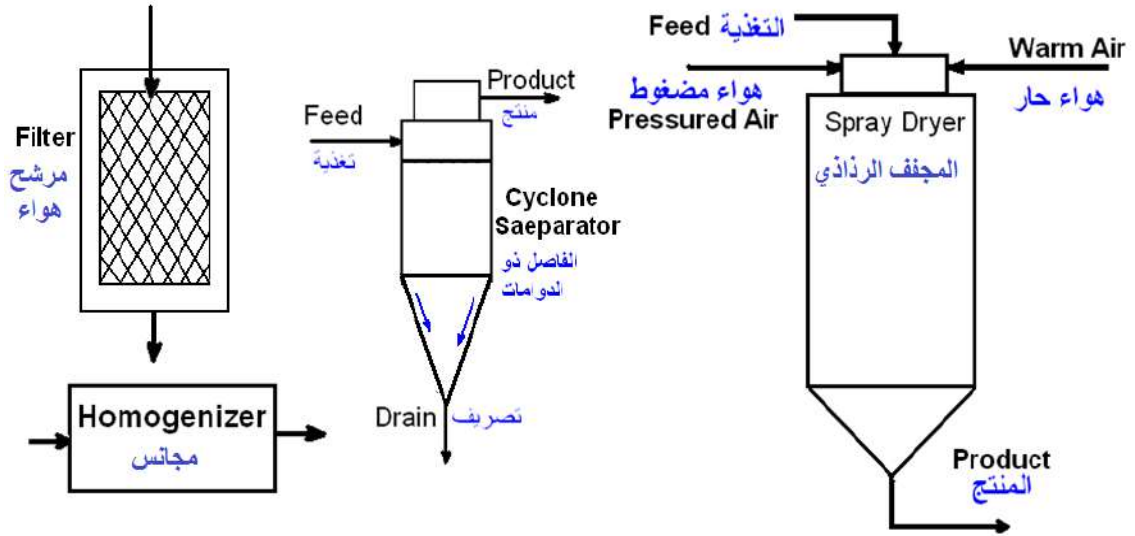 Filter
مرشح
هواء
Homogenizer
مجانس
Feed
تغذية
Product
منتج
Cyclone
Saeparator
الفاصل ذو
الدوامات
Drain تصريف
Feed التغذية
هواء مضغوط
Pressured Air
Warm Air
هواء حار
Spray Dryer
المجفف الرذاذي
Product
المنتج